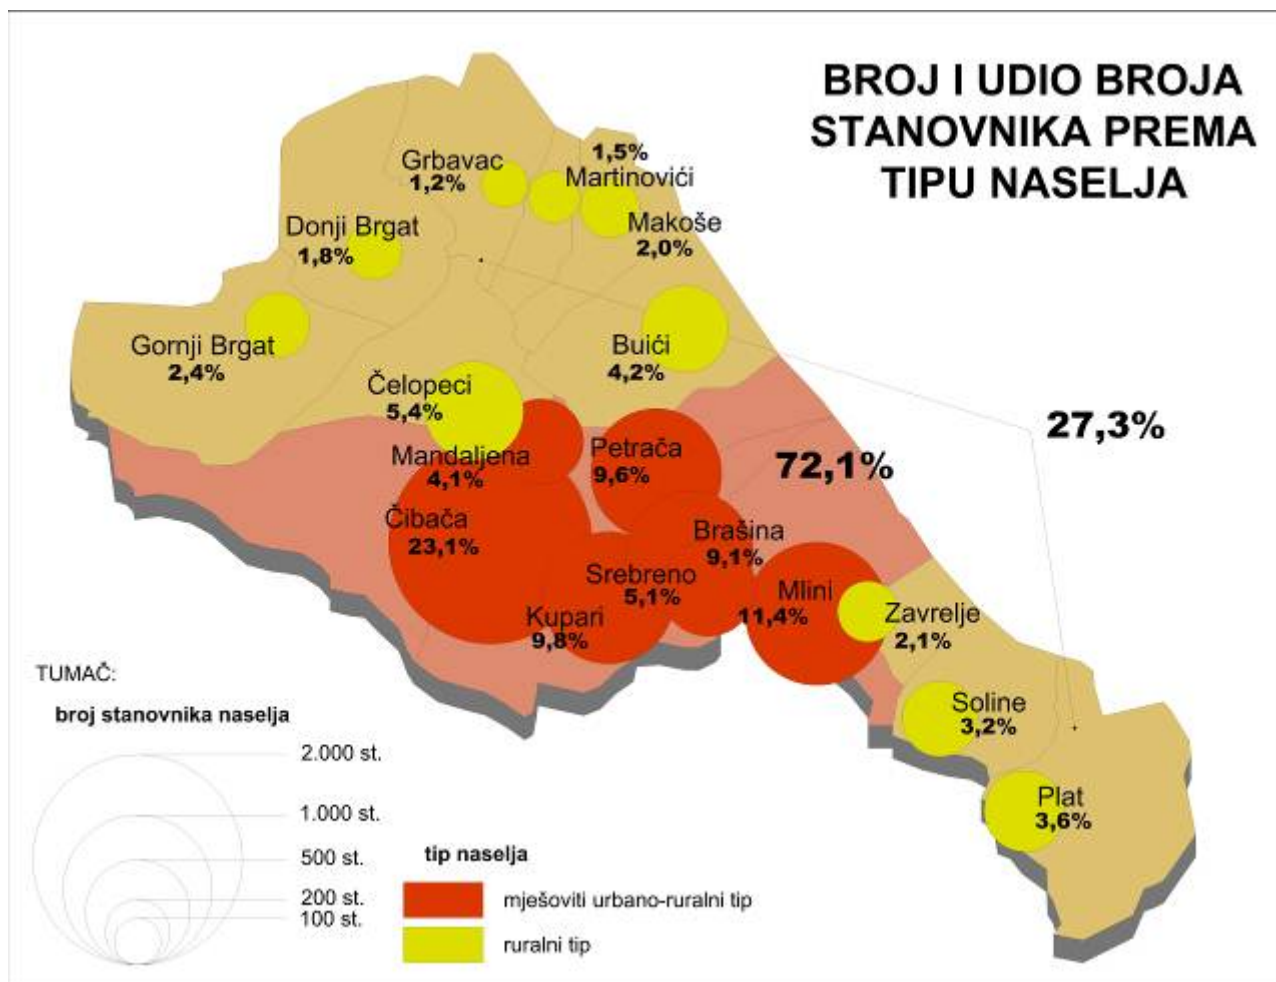 BROJ I UDIO BROJA
STANOVNIKA PREMA
TIPU NASELJA
Grbavac
1,2%
1,5%
Martinovići
Makoše
2,0%
Donji Brgat
1,8%
Gornji Brgat
2,4%
Buići
4,2%
Čelopeci
5,4%
27,3%
Mandaljena
4,1%
Petrača
9,6%
72,1%
Čibača
23,1%
Brašina
9,1%
Srebreno
5,1%
Kupari
9,8%
Mlini
11,4%
Zavrelje
2,1%
Soline
3,2%
Plat
3,6%
TUMAČ:
broj stanovnika naselja
2.000 st.
1.000 st.
500 st.
200 st.
100 st.
tip naselja
mješoviti urbano-ruralni tip
ruralni tip